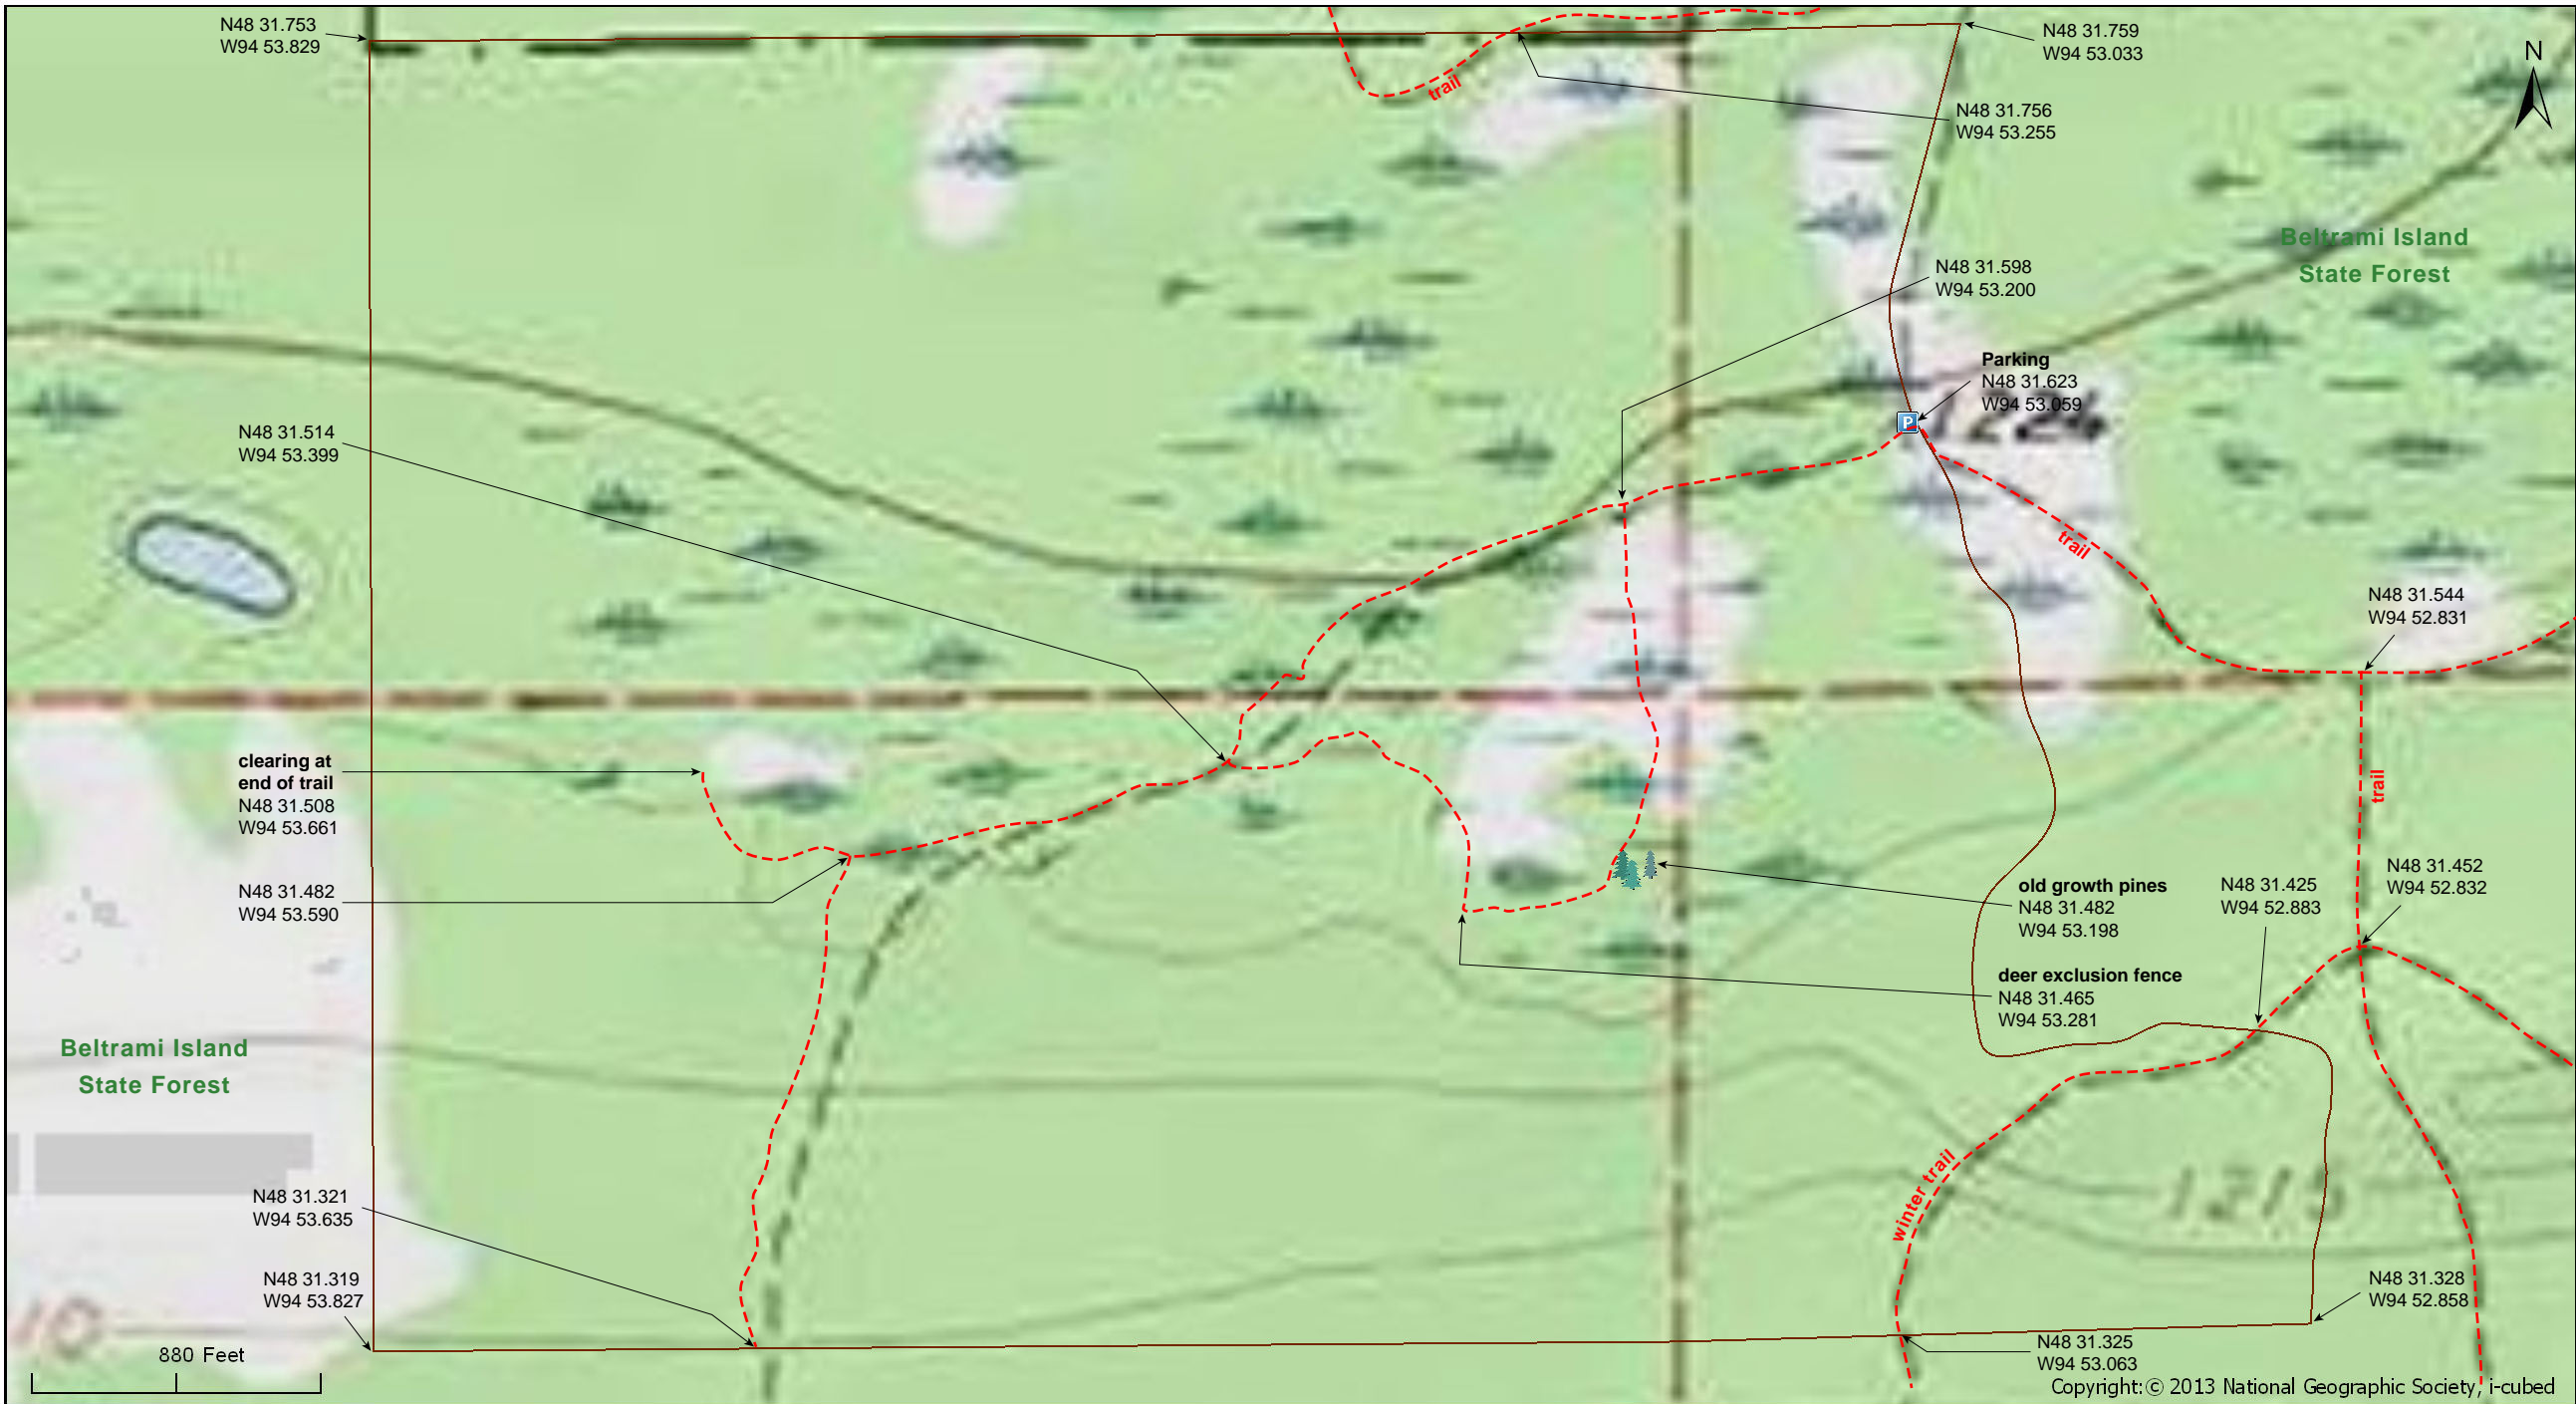 N48 31.753
W94 53.829
N48 31.759
W94 53.033
N
trail
N48 31.756
W94 53.255
Beltrami Island
State Forest
N48 31.598
W94 53.200
Parking
N48 31.623
W94 53.059
P
N48 31.514
W94 53.399
trail
N48 31.544
W94 52.831
clearing at
end of trail
N48 31.508
W94 53.661
trail
N48 31.482
W94 53.590
old growth pines
N48 31.482
W94 53.198
N48 31.425
W94 52.883
N48 31.452
W94 52.832
deer exclusion fence
N48 31.465
W94 53.281
Beltrami Island
State Forest
winter trail
N48 31.321
W94 53.635
N48 31.319
W94 53.827
N48 31.328
W94 52.858
10
N48 31.325
W94 53.063
880 Feet
Copyright:© 2013 National Geographic Society, i-cubed